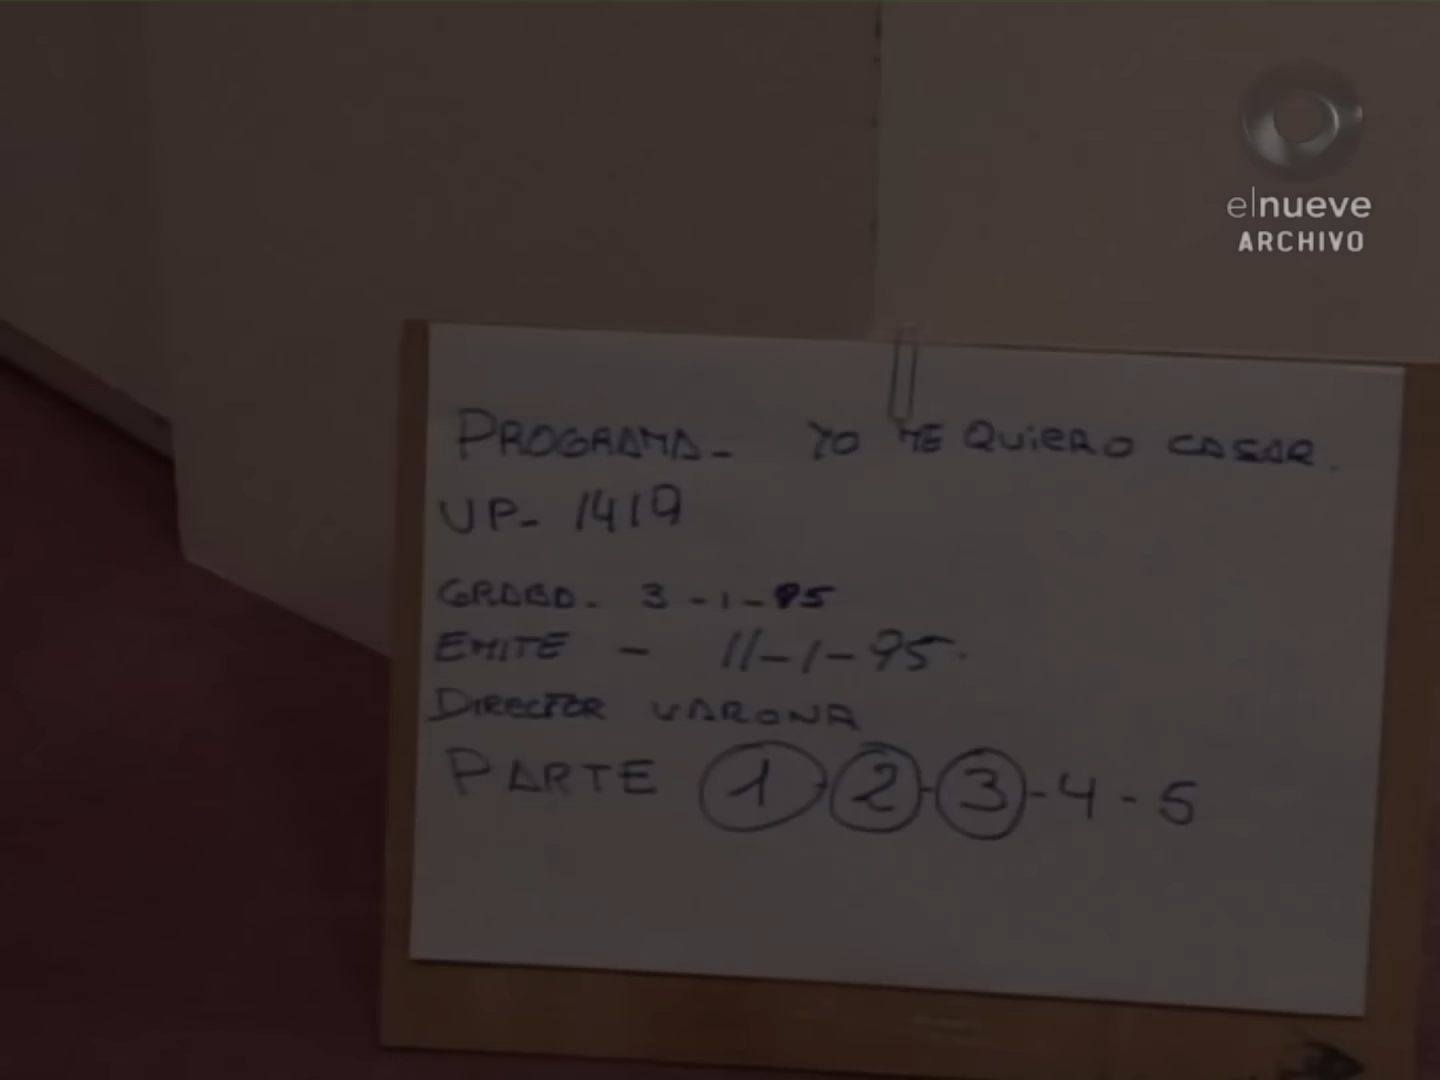 elnueve
ARCHIVO
PROGRAMA- YO ME QUIERO CASAR.
UP- 1419
GRABA- 3-1-95
EMITE - 11-1-95.
DIRECTOR VARONA
PARTE 1-2-3-4-5